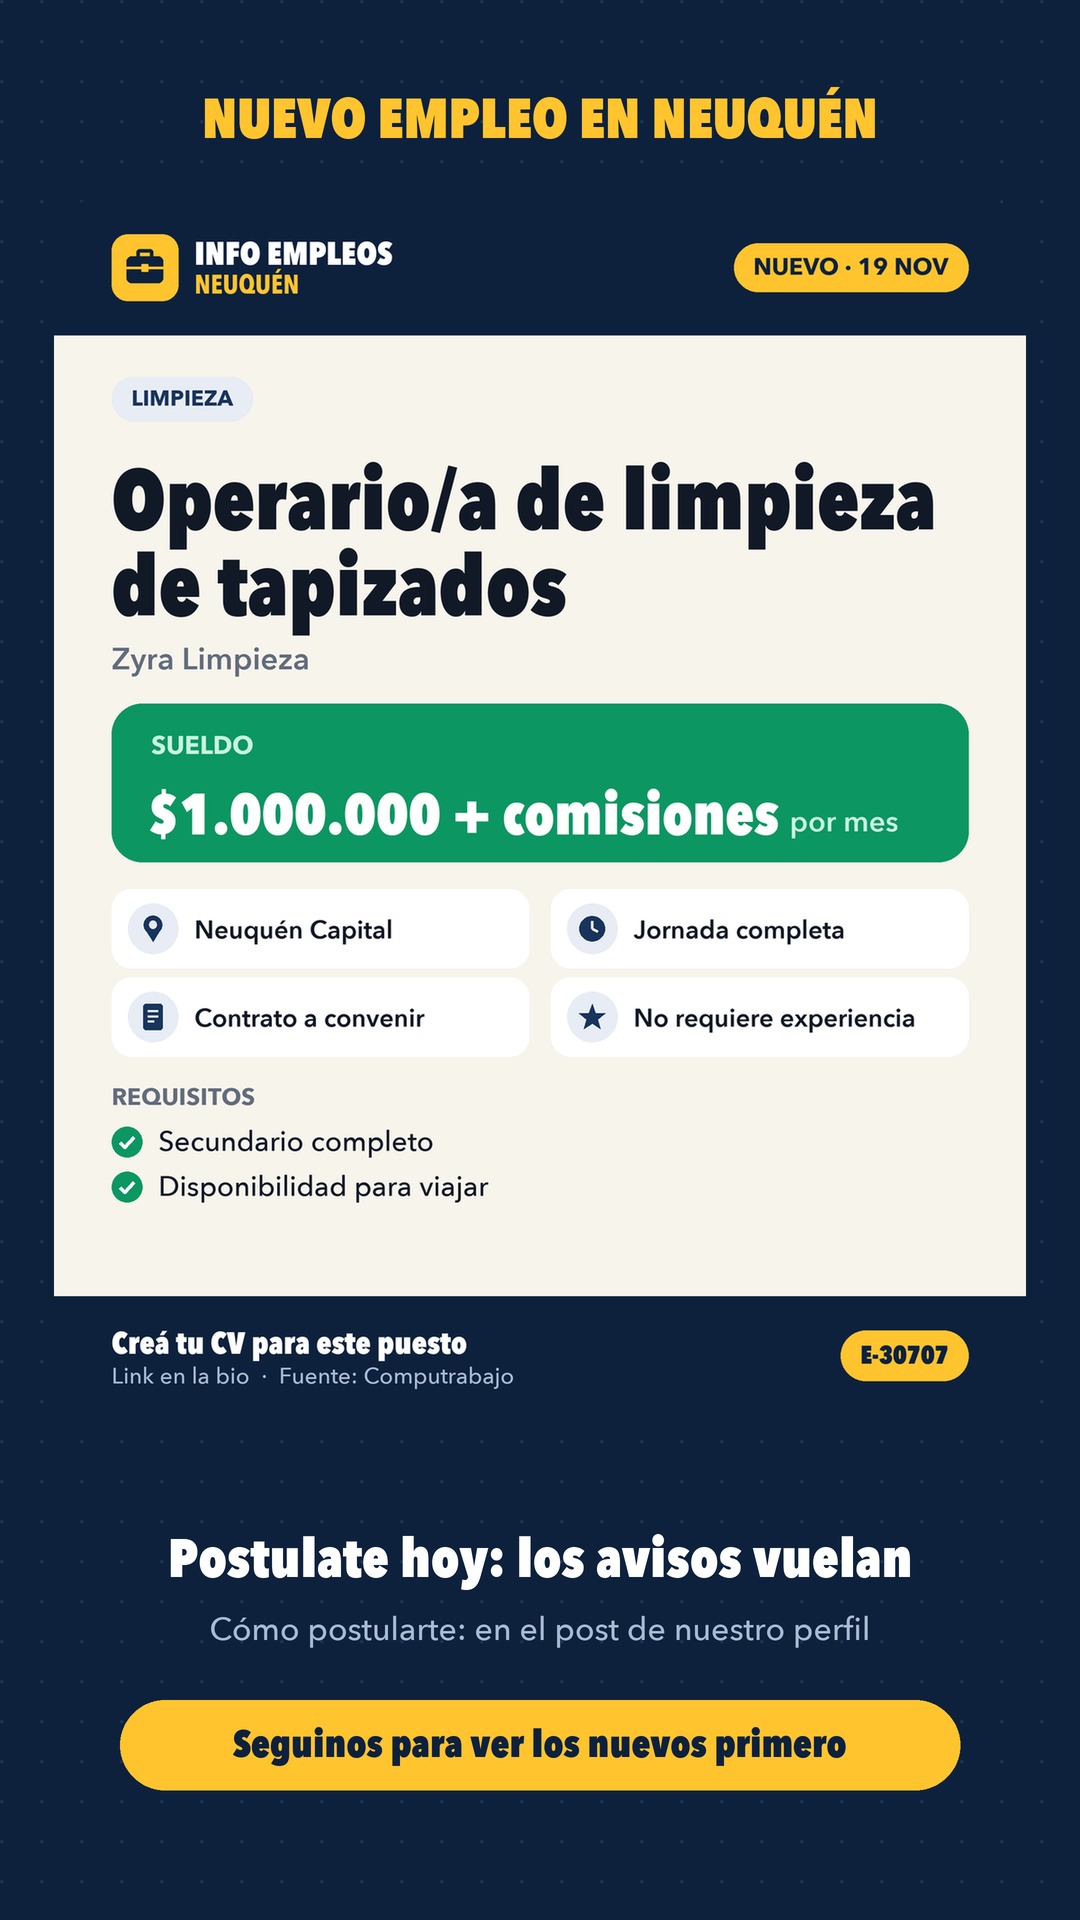 NUEVO EMPLEO EN NEUQUÉN
INFO EMPLEOS
NEUQUÉN
NUEVO · 19 NOV
LIMPIEZA
Operario/a de limpieza
de tapizados
Zyra Limpieza
SUELDO
$1.000.000 + comisiones por mes
Neuquén Capital
Jornada completa
Contrato a convenir
No requiere experiencia
REQUISITOS
Secundario completo
Disponibilidad para viajar
Creá tu CV para este puesto
Link en la bio · Fuente: Computrabajo
E-30707
Postulate hoy: los avisos vuelan
Cómo postularte: en el post de nuestro perfil
Seguinos para ver los nuevos primero